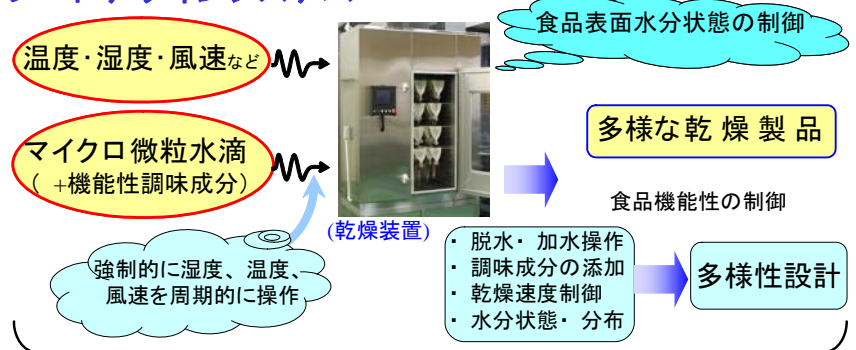 食品表面水分状態の制御
温度・湿度・風速など
マイクロ微粒水滴
( +機能性調味成分)
多様な乾燥製品
食品機能性の制御
(乾燥装置)
強制的に湿度、温度、
風速を周期的に操作
・ 脱水・ 加水操作
・ 調味成分の添加
・ 乾燥速度制御
・ 水分状態・ 分布
多様性設計